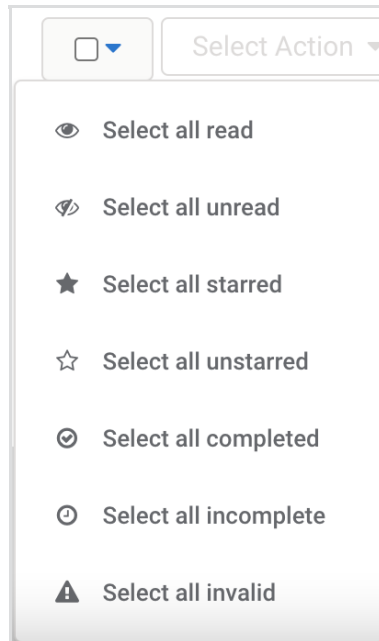 Select Action
Select all read
Select all unread
Select all starred
Select all unstarred
Select all completed
Select all incomplete
Select all invalid